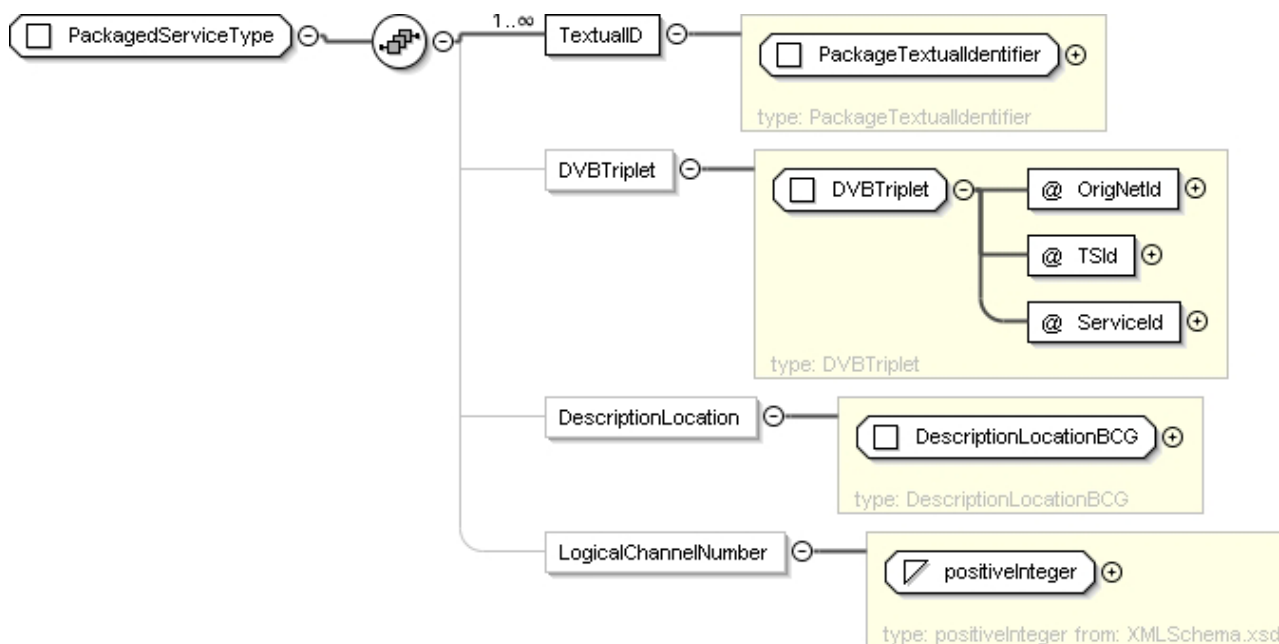 PackagedServiceType
1..∞
TextualID
PackageTextualIdentifier
type: PackageTextualIdentifier
DVBTriplet
DVBTriplet
@ OrigNetId
@ TSId
@ ServiceId
type: DVBTriplet
DescriptionLocation
DescriptionLocationBCG
type: DescriptionLocationBCG
LogicalChannelNumber
positiveInteger
type: positiveInteger from: XMLSchema.xsd